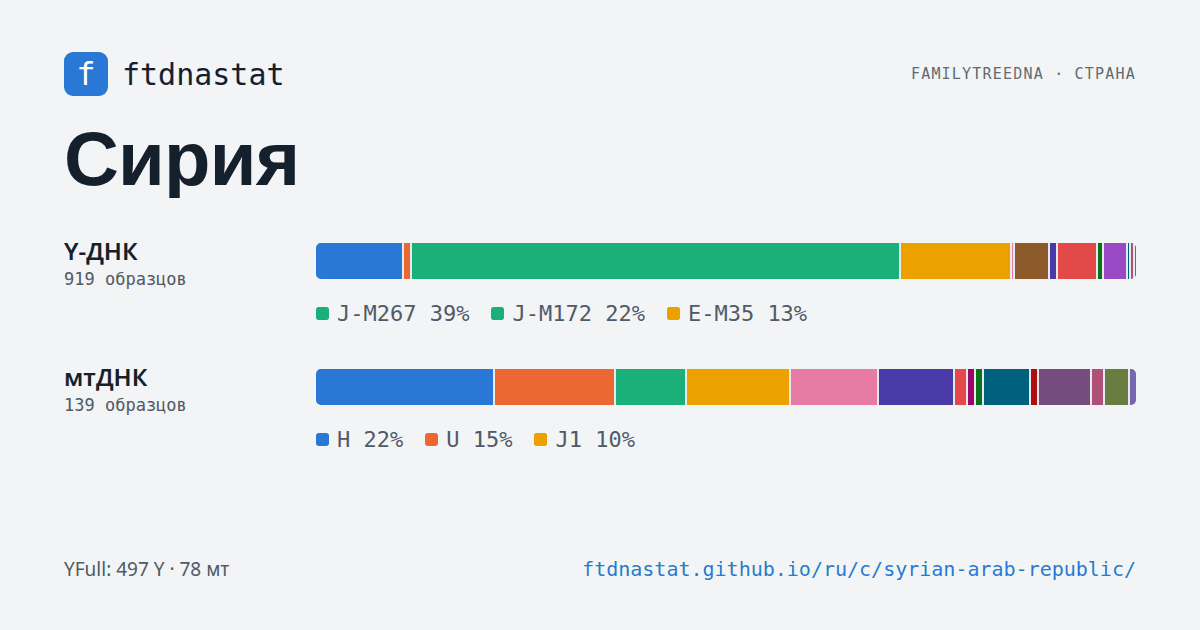 f ftdnastat
FAMILYTREEDNA · СТРАНА
Сирия
Y-ДНК
919 образцов
J-M267 39% J-M172 22% E-M35 13%
мтДНК
139 образцов
H 22% U 15% J1 10%
YFull: 497 Y · 78 мт
ftdnastat.github.io/ru/c/syrian-arab-republic/